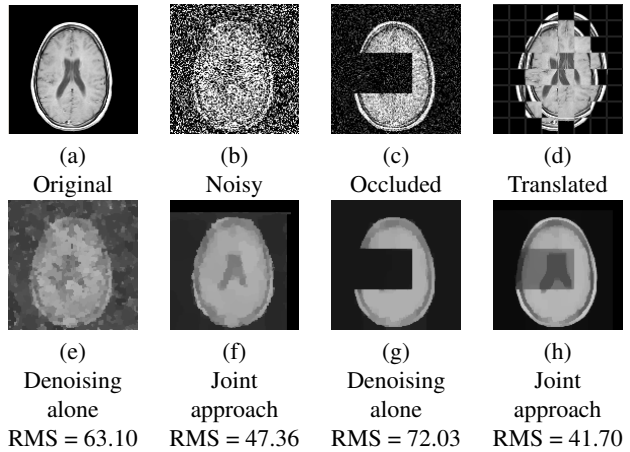 (a) (b) (c) (d)
Original Noisy Occluded Translated
(e) (f) (g) (h)
Denoising Joint Denoising Joint
alone approach alone approach
RMS = 63.10 RMS = 47.36 RMS = 72.03 RMS = 41.70